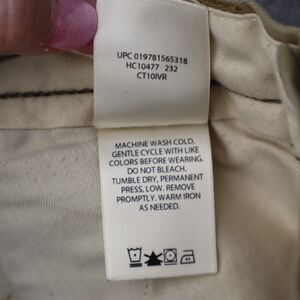 UPC 019781565318
HC10477 232
CT10IVR
MACHINE WASH COLD,
GENTLE CYCLE WITH LIKE
COLORS BEFORE WEARING.
DO NOT BLEACH.
TUMBLE DRY, PERMANENT
PRESS, LOW. REMOVE
PROMPTLY. WARM IRON
AS NEEDED.